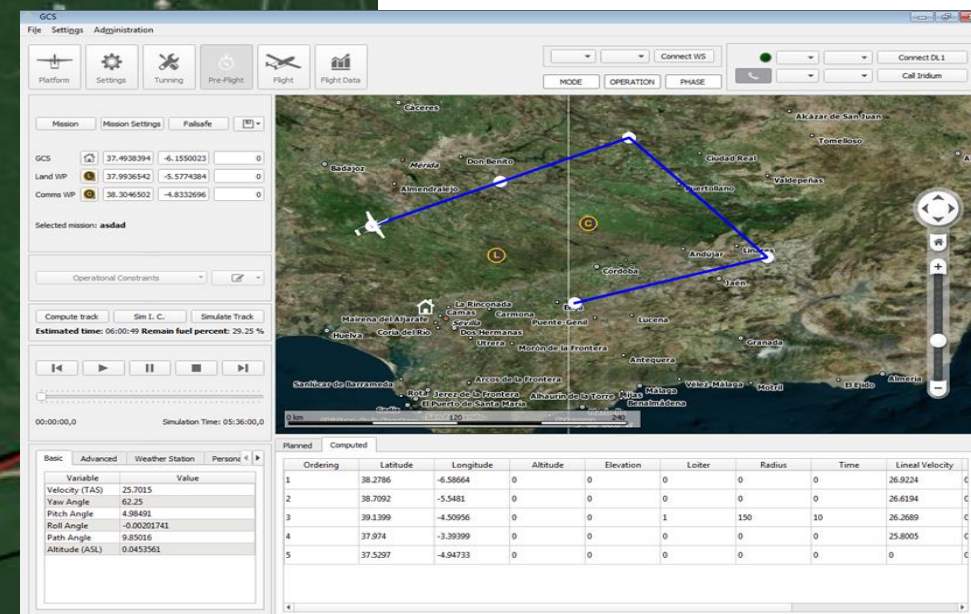 GCS
File Settings Administration
Platform Settings Tunning Pre-Flight Flight Flight Data
Connect WS
MODE OPERATION PHASE
Connect DL1
Call Iridium
Mission Mission Settings Failsafe
GCS 37.4938394 -6.1550023 0
Land WP L 37.9936542 -5.5774384 0
Comms WP C 38.3046502 -4.8332696 0
Selected mission: asdad
Operational Constraints
Compute track Sim I. C. Simulate Track
Estimated time: 06:00:49 Remain fuel percent: 29.25 %
00:00:00,0 Simulation Time: 05:36:00,0
Basic Advanced Weather Station Persona
Variable Value
Velocity (TAS) 25.7015
Yaw Angle 62.25
Pitch Angle 4.98491
Roll Angle -0.00201741
Path Angle 9.85016
Altitude (ASL) 0.0453561
Cáceres
Alcazar de San Juan
Tomelloso
Badajoz
Mérida
Don Benito
Ciudad Real
Almendralejo
Puertollano
Valdepeñas
C
L
Andújar
Linares
Córdoba
Jaén
La Rinconada
Mairena del Aljarafe
Camas
Carmona
Écija
Huelva
Coria del Río
Sevilla
Dos Hermanas
Puente-Genil
Lucena
Utrera
Morón de la Frontera
Granada
Antequera
Sanlúcar de Barrameda
Arcos de la Frontera
Rota
Jerez de la Frontera
Alhaurín de la Torre
Mijas
Málaga
Vélez-Málaga
Motril
El Ejido
Almería
El Puerto de Santa María
Benalmádena
0 km 120 240
Planned Computed
Ordering Latitude Longitude Altitude Elevation Loiter Radius Time Lineal Velocity
1 38.2786 -6.58664 0 0 0 0 0 26.9224
2 38.7092 -5.5481 0 0 0 0 0 26.6194
3 39.1399 -4.50956 0 0 1 150 10 26.2689
4 37.974 -3.39399 0 0 0 0 0 25.8005
5 37.5297 -4.94733 0 0 0 0 0 0